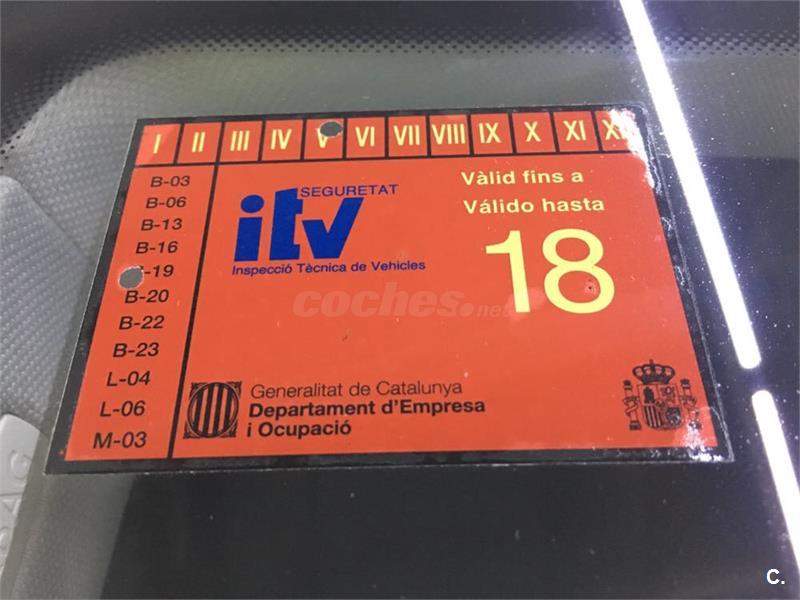 I II III IV V VI VII VIII IX X XI
B-03
B-06
B-13
B-16
-19
B-20
B-22
B-23
L-04
L-06
M-03
SEGURETAT
itv
Inspecció Tècnica de Vehicles
Vàlid fins a
Válido hasta
18
coches.net
Generalitat de Catalunya
Departament d'Empresa
i Ocupació
C.